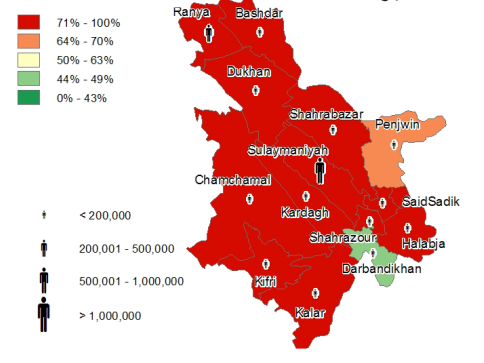 71% - 100%
64% - 70%
50% - 63%
44% - 49%
0% - 43%
Ranya
Bashdar
Dukhan
Shahrabazar
Penjwin
Sulaymaniyah
Chamchamal
SaidSadik
Kardagh
Shahrazour
Halabja
Darbandikhan
Kifri
Kalar
< 200,000
200,001 - 500,000
500,001 - 1,000,000
> 1,000,000